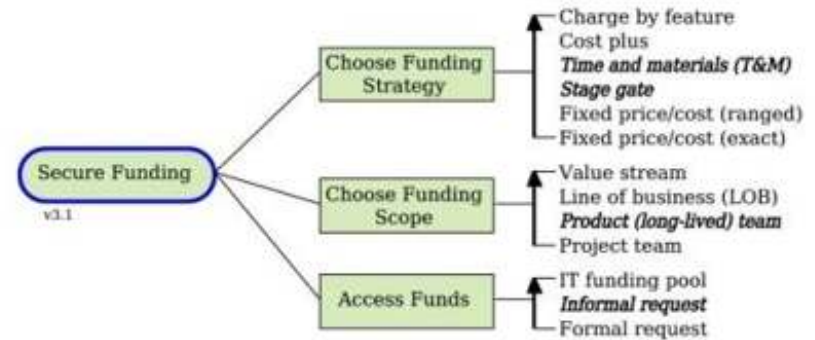 Secure Funding
v3.1
Choose Funding
Strategy
Charge by feature
Cost plus
Time and materials (T&M)
Stage gate
Fixed price/cost (ranged)
Fixed price/cost (exact)
Choose Funding
Scope
Value stream
Line of business (LOB)
Product (long-lived) team
Project team
Access Funds
IT funding pool
Informal request
Formal request